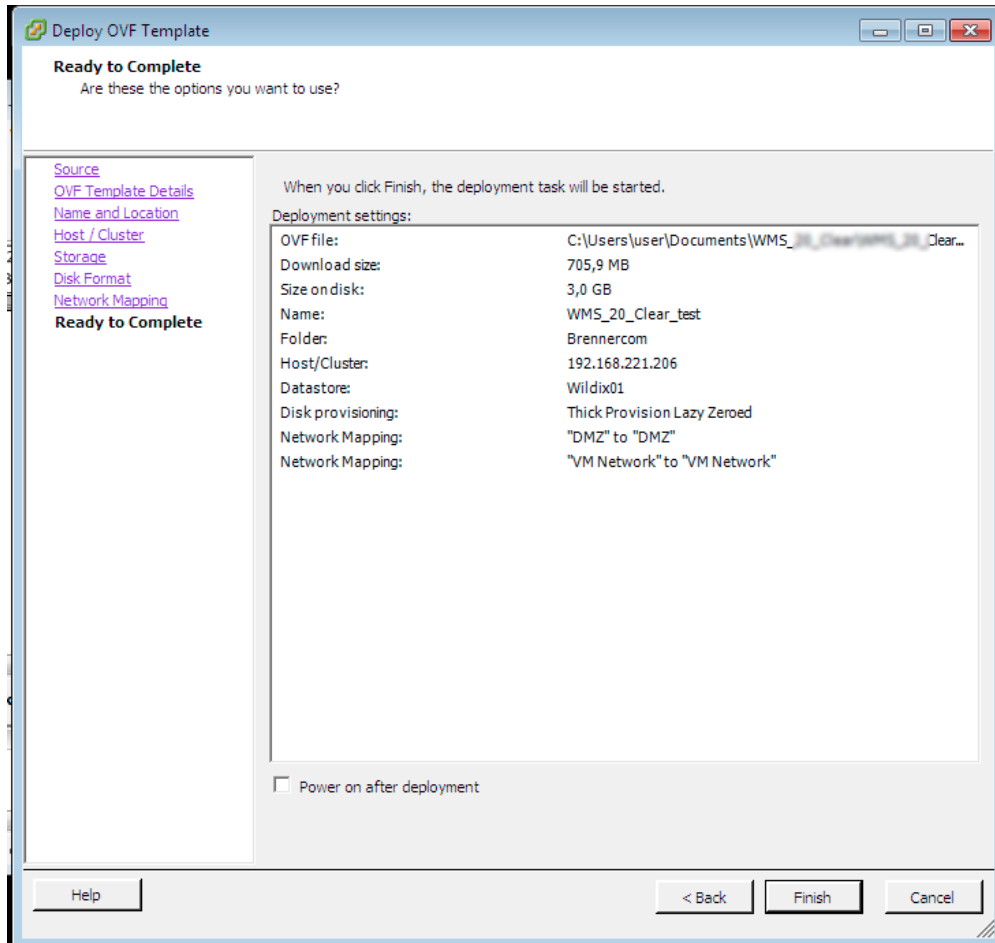 Deploy OVF Template
Ready to Complete
Are these the options you want to use?
Source
OVF Template Details
Name and Location
Host / Cluster
Storage
Disk Format
Network Mapping
Ready to Complete
When you click Finish, the deployment task will be started.
Deployment settings:
OVF file: C:\Users\user\Documents\WMS_ Clear...
Download size: 705,9 MB
Size on disk: 3,0 GB
Name: WMS_20_Clear_test
Folder: Brennercom
Host/Cluster: 192.168.221.206
Datastore: Wildix01
Disk provisioning: Thick Provision Lazy Zeroed
Network Mapping: "DMZ" to "DMZ"
Network Mapping: "VM Network" to "VM Network"
Power on after deployment
Help
< Back
Finish
Cancel